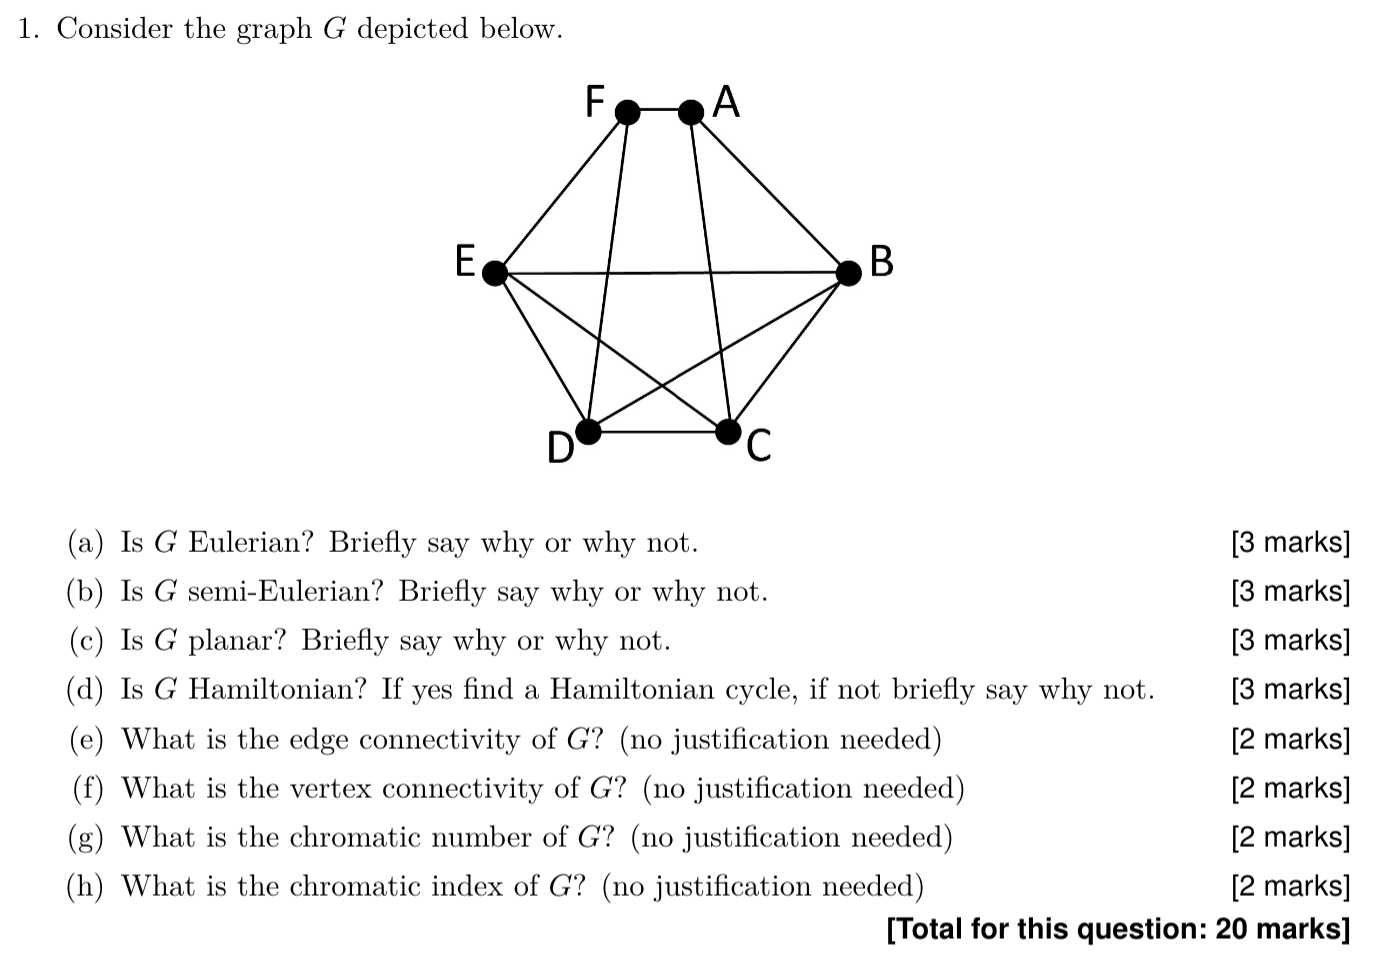 1. Consider the graph G depicted below.
F A
E B
D C
(a) Is G Eulerian? Briefly say why or why not. [3 marks]
(b) Is G semi-Eulerian? Briefly say why or why not. [3 marks]
(c) Is G planar? Briefly say why or why not. [3 marks]
(d) Is G Hamiltonian? If yes find a Hamiltonian cycle, if not briefly say why not. [3 marks]
(e) What is the edge connectivity of G? (no justification needed) [2 marks]
(f) What is the vertex connectivity of G? (no justification needed) [2 marks]
(g) What is the chromatic number of G? (no justification needed) [2 marks]
(h) What is the chromatic index of G? (no justification needed) [2 marks]
[Total for this question: 20 marks]